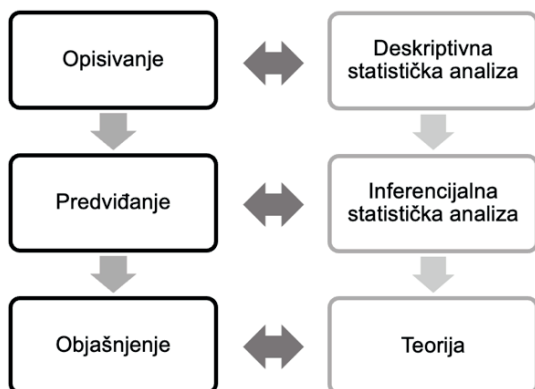 Opisivanje
Deskriptivna
statistička analiza
Predviđanje
Inferencijalna
statistička analiza
Objašnjenje
Teorija